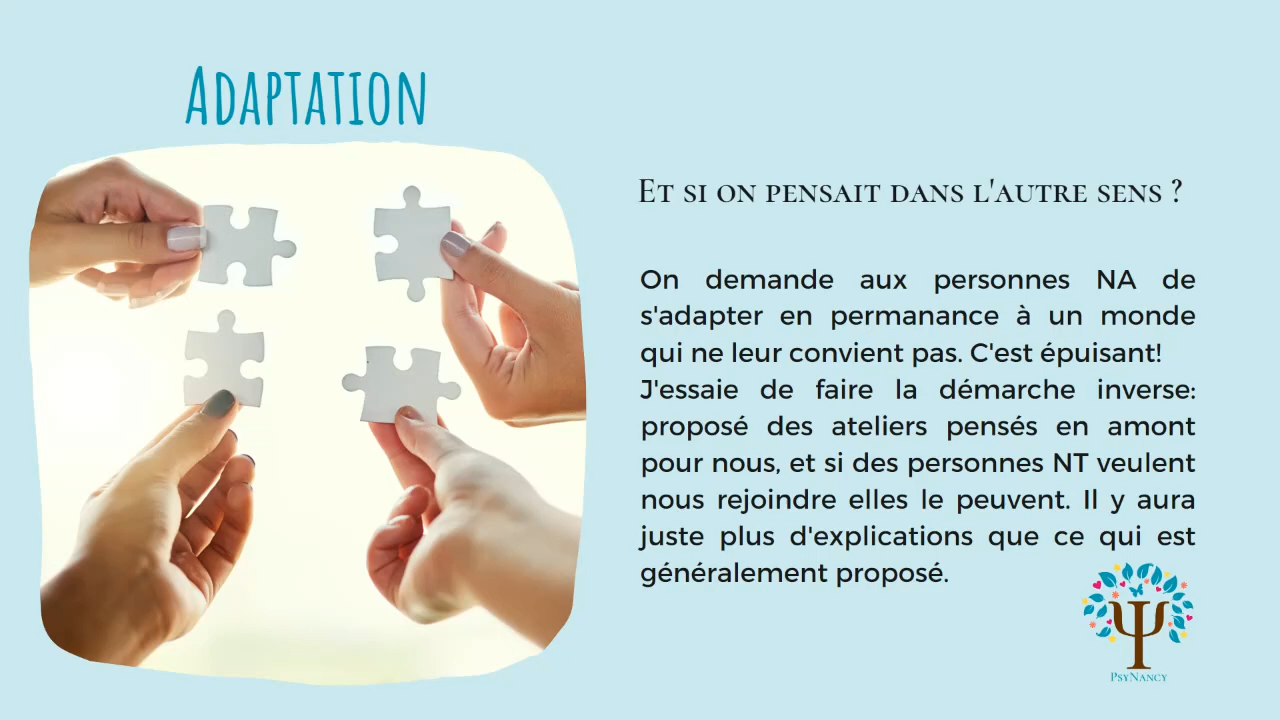 Adaptation
Et si on pensait dans l'autre sens ?
On demande aux personnes NA de
s'adapter en permanance à un monde
qui ne leur convient pas. C'est épuisant!
J'essaie de faire la démarche inverse:
proposé des ateliers pensés en amont
pour nous, et si des personnes NT veulent
nous rejoindre elles le peuvent. Il y aura
juste plus d'explications que ce qui est
généralement proposé.
Ψ
PsyNancy